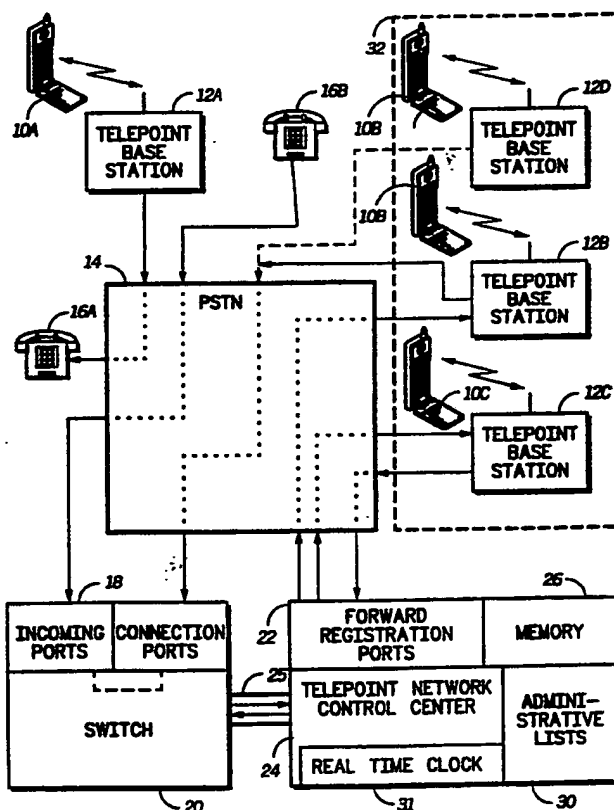 32
16B
12A
12D
10A
10B
TELEPOINT
BASE
STATION
TELEPOINT
BASE
STATION
10B
12B
14
PSTN
TELEPOINT
BASE
STATION
16A
10C
12C
TELEPOINT
BASE
STATION
18
26
INCOMING
PORTS
CONNECTION
PORTS
22
FORWARD
REGISTRATION
PORTS
MEMORY
25
SWITCH
TELEPOINT NETWORK
CONTROL CENTER
ADMINI-
STRATIVE
LISTS
24
REAL TIME CLOCK
20
31
30